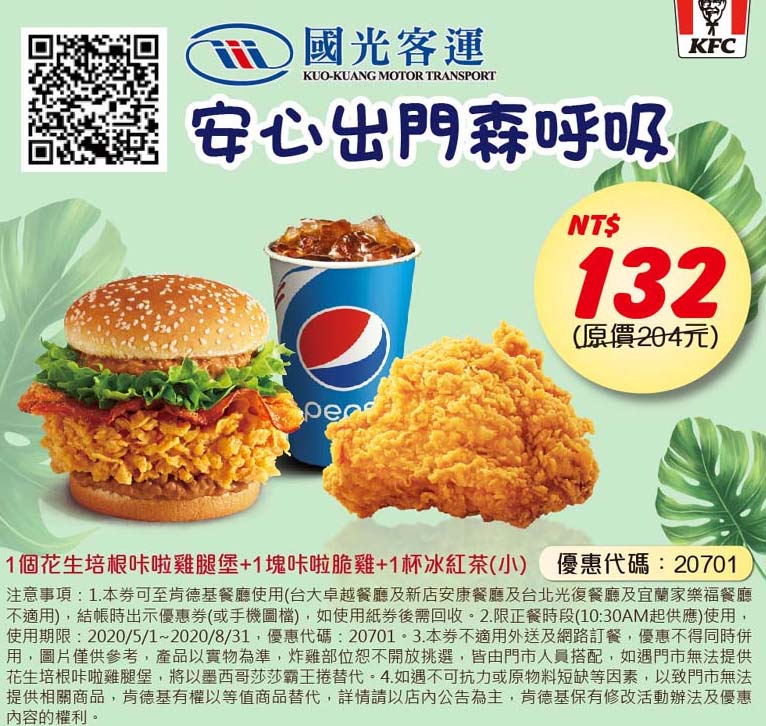 國光客運
KUO-KUANG MOTOR TRANSPORT
KFC
安心出門森呼吸
NT$
132
(原價204元)
pepsi
1個花生培根咔啦雞腿堡+1塊咔啦脆雞+1杯冰紅茶(小)
優惠代碼：20701
注意事項：1.本券可至肯德基餐廳使用(台大卓越餐廳及新店安康餐廳及台北光復餐廳及宜蘭家樂福餐廳
不適用)，結帳時出示優惠券(或手機圖檔)，如使用紙券後需回收。2.限正餐時段(10:30AM起供應)使用，
使用期限：2020/5/1~2020/8/31，優惠代碼：20701。3.本券不適用外送及網路訂餐，優惠不得同時併
用，圖片僅供參考，產品以實物為準，炸雞部位恕不開放挑選，皆由門市人員搭配，如遇門市無法提供
花生培根咔啦雞腿堡，將以墨西哥莎莎霸王捲替代。4.如遇不可抗力或原物料短缺等因素，以致門市無法
提供相關商品，肯德基有權以等值商品替代，詳情請以店內公告為主，肯德基保有修改活動辦法及優惠
內容的權利。